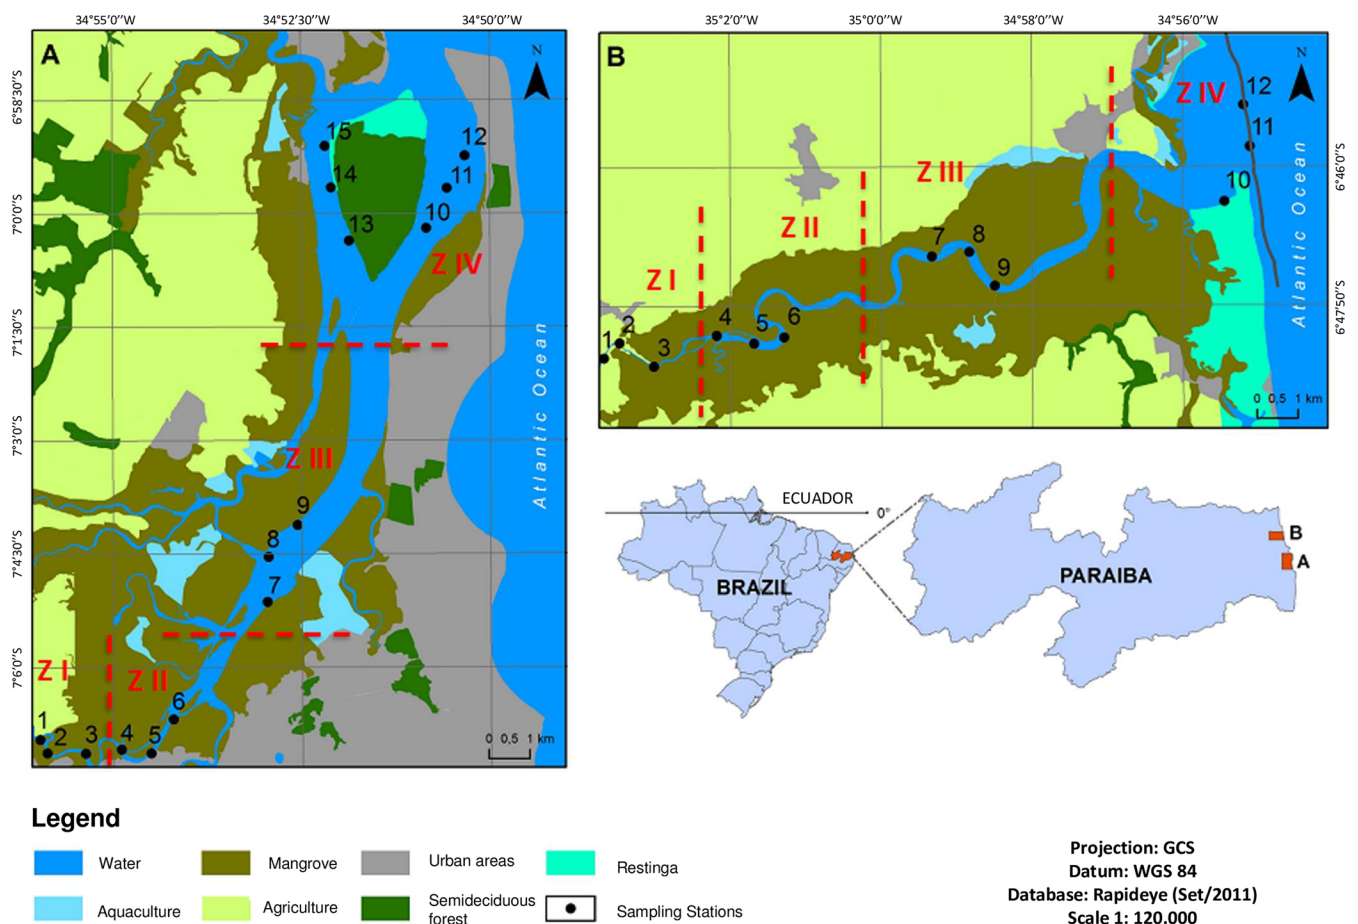 34°55'0"W
34°52'30"W
34°50'0"W
6°58'30"S
7°0'0"S
7°1'30"S
7°3'0"S
7°4'30"S
7°6'0"S
A
N
15
14
13
12
11
10
Z IV
Z III
9
8
7
Z I
Z II
6
1
2
3
4
5
Atlantic Ocean
0 0,5 1 km
35°2'0"W
35°0'0"W
34°58'0"W
34°56'0"W
6°46'0"S
6°47'50"S
B
N
Z IV
12
11
10
Z III
Z II
Z I
7
8
9
1
2
3
4
5
6
Atlantic Ocean
0 0,5 1 km
ECUADOR
0°
BRAZIL
PARAIBA
B
A
Legend
Water
Mangrove
Urban areas
Restinga
Aquaculture
Agriculture
Semideciduous
forest
Sampling Stations
Projection: GCS
Datum: WGS 84
Database: Rapideye (Set/2011)
Scale 1: 120.000